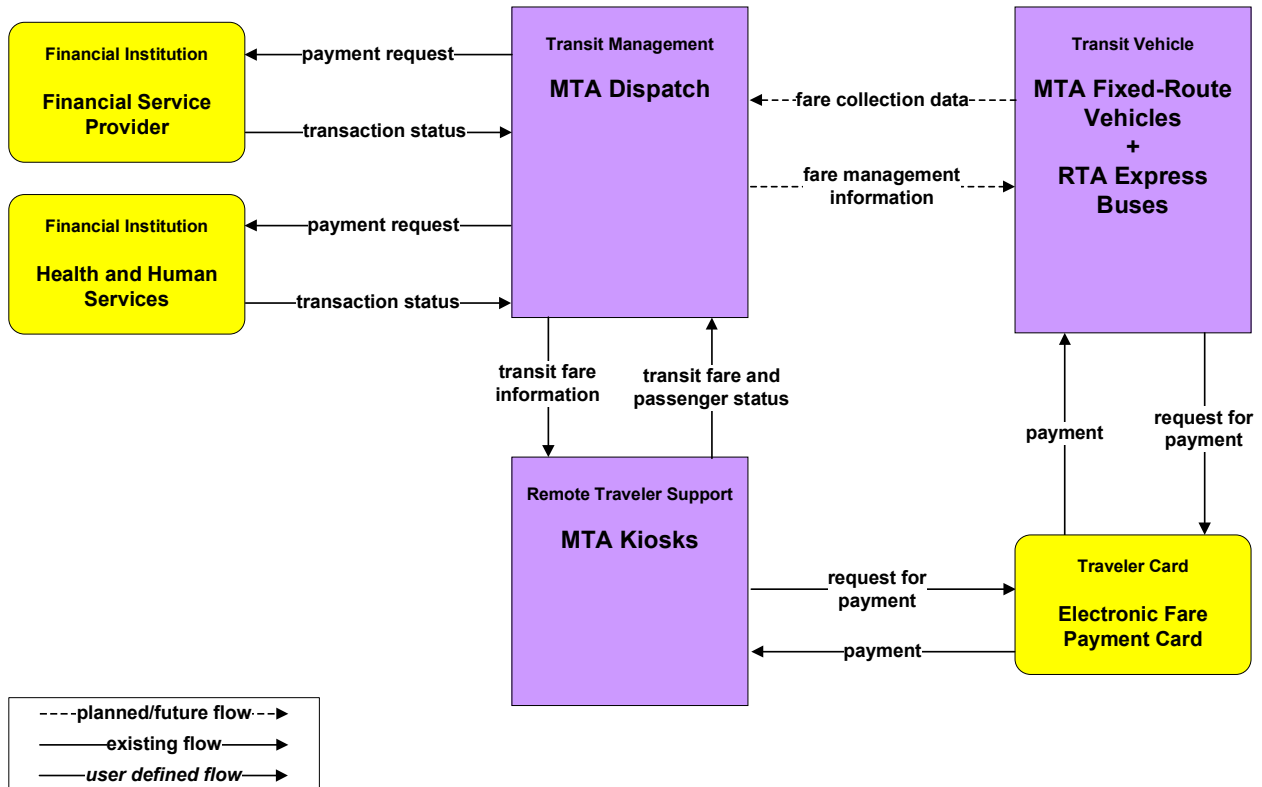 Financial Institution
Financial Service
Provider
payment request
transaction status
Transit Management
MTA Dispatch
fare collection data
fare management
information
Transit Vehicle
MTA Fixed-Route
Vehicles
+
RTA Express
Buses
Financial Institution
Health and Human
Services
payment request
transaction status
transit fare
information
transit fare and
passenger status
payment
request for
payment
Remote Traveler Support
MTA Kiosks
request for
payment
payment
Traveler Card
Electronic Fare
Payment Card
planned/future flow
existing flow
user defined flow